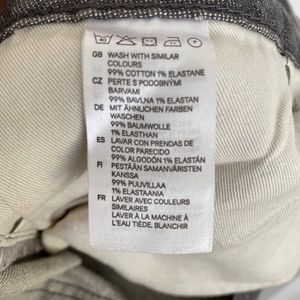 40
GB WASH WITH SIMILAR
COLOURS
99% COTTON 1% ELASTANE
CZ PERTE S PODOBNÝMI
BARVAMI
99% BAVLNA 1% ELASTAN
DE MIT ÄHNLICHEN FARBEN
WASCHEN
99% BAUMWOLLE
1% ELASTHAN
ES LAVAR CON PRENDAS DE
COLOR PARECIDO
99% ALGODÓN 1% ELASTÁN
FI PESTÄÄN SAMANVÄRISTEN
KANSSA
99% PUUVILLAA
1% ELASTAANIA
FR LAVER AVEC COULEURS
SIMILAIRES
LAVER À LA MACHINE À
L'EAU TIÈDE. BLANCHIR